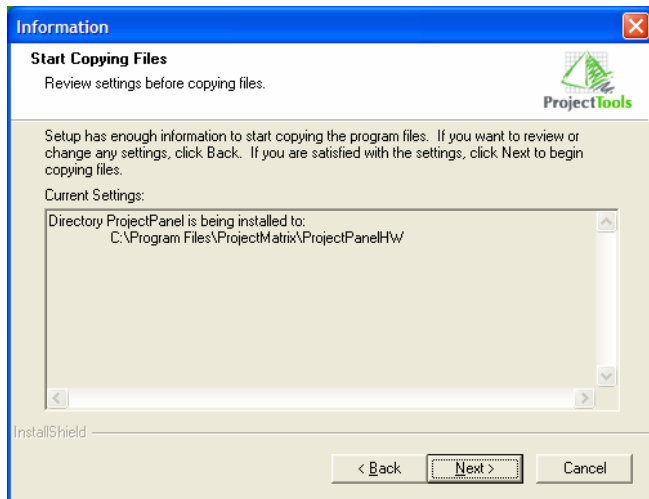 Information
Start Copying Files
Review settings before copying files.
ProjectTools
Setup has enough information to start copying the program files.  If you want to review or
change any settings, click Back.  If you are satisfied with the settings, click Next to begin
copying files.
Current Settings:
Directory ProjectPanel is being installed to:
C:\Program Files\ProjectMatrix\ProjectPanelHW
InstallShield
< Back
Next >
Cancel